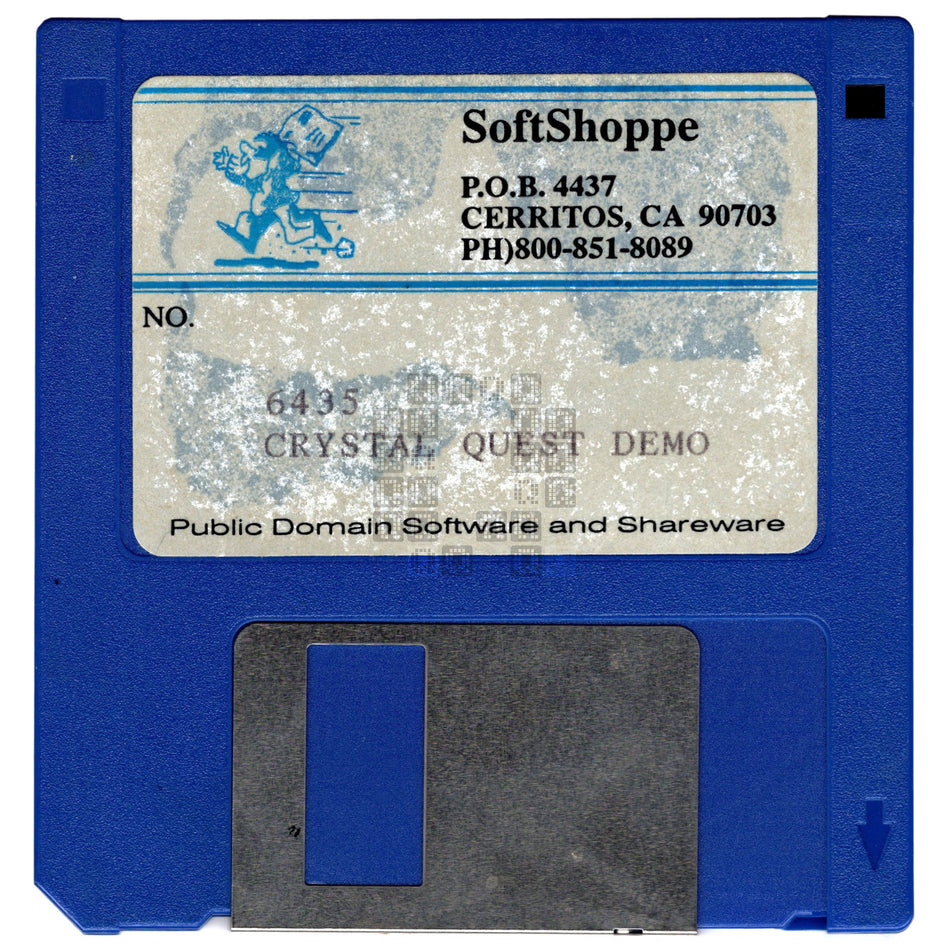 SoftShoppe
P.O.B. 4437
CERRITOS, CA 90703
PH)800-851-8089
NO.
6435
CRYSTAL QUEST DEMO
Public Domain Software and Shareware